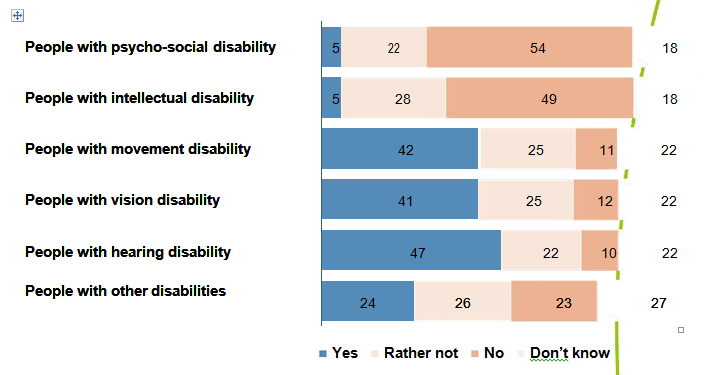 People with psycho-social disability 5 22 54 18
People with intellectual disability 5 28 49 18
People with movement disability 42 25 11 22
People with vision disability 41 25 12 22
People with hearing disability 47 22 10 22
People with other disabilities 24 26 23 27
Yes Rather not No Don't know